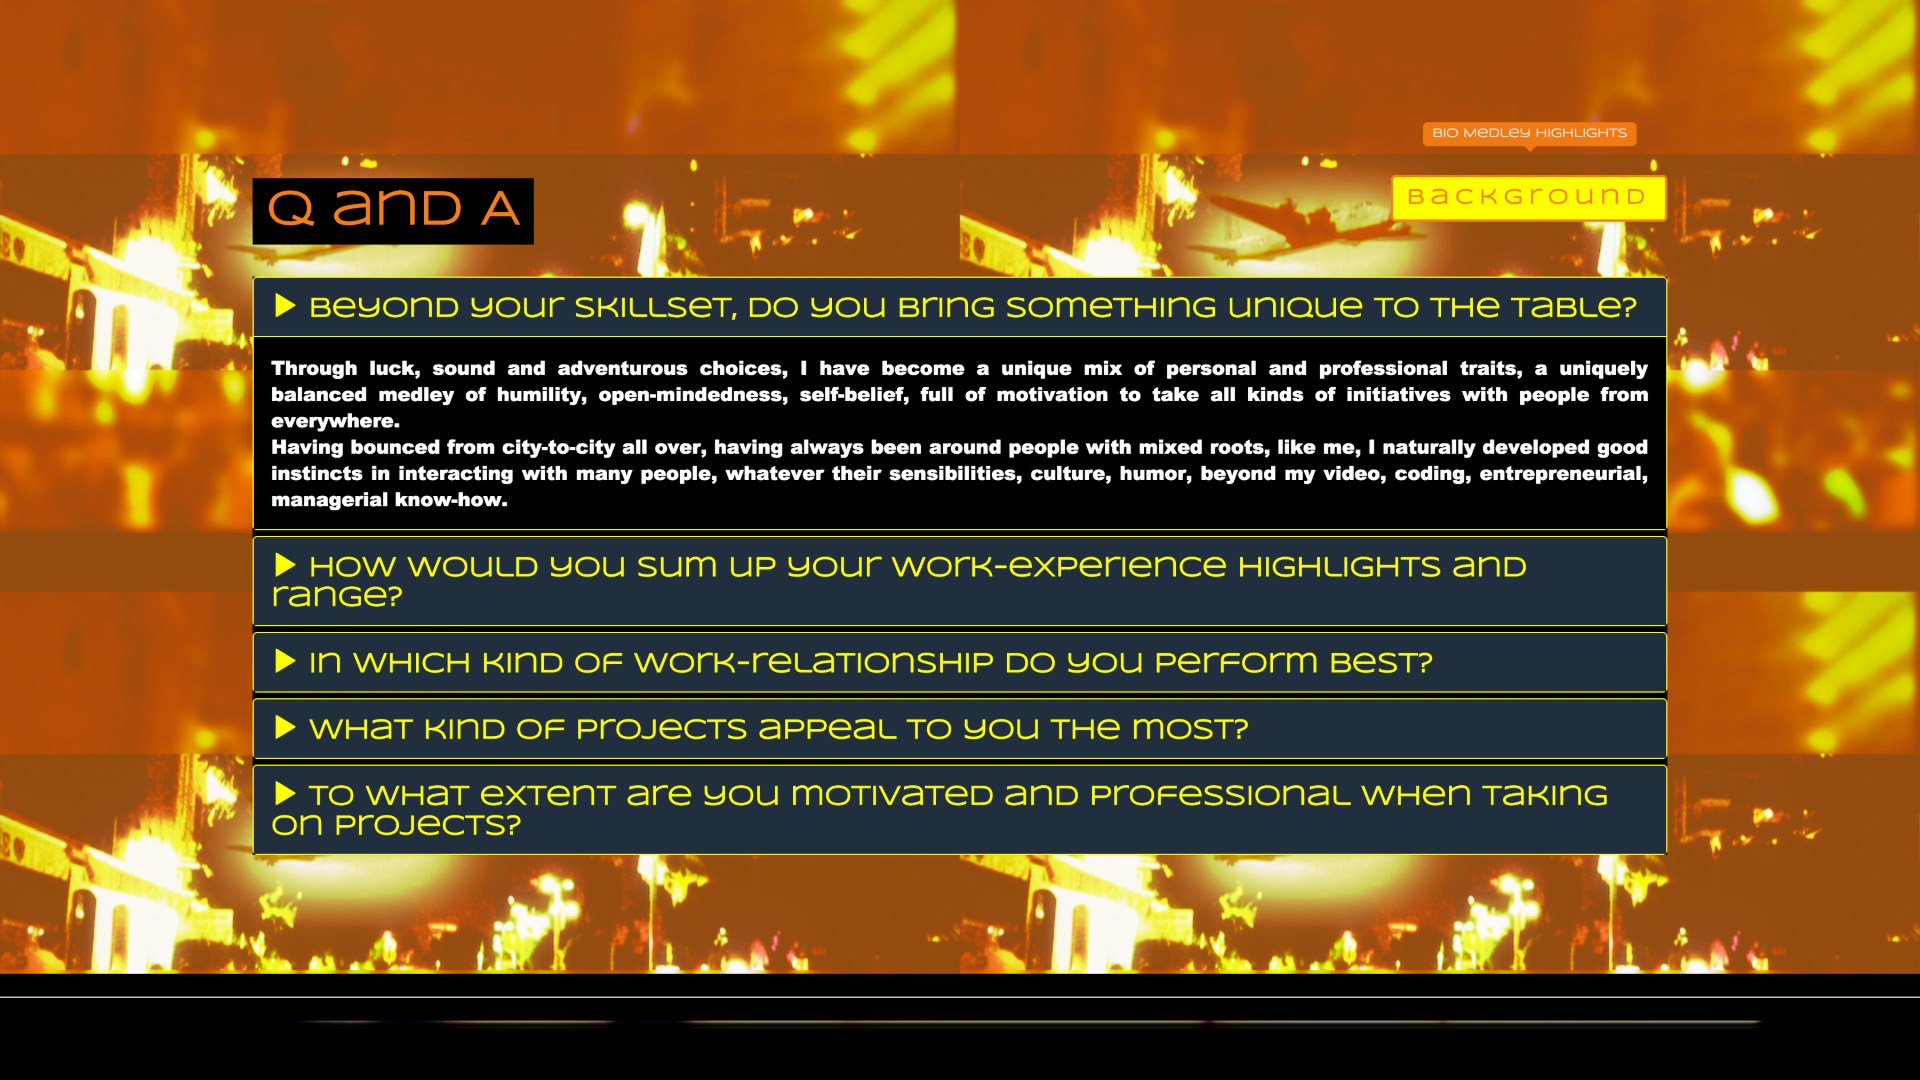 BIO MEDLEY HIGHLIGHTS
Q and A
Background
▶ Beyond your skillset, do you bring something unique to the table?
Through luck, sound and adventurous choices, I have become a unique mix of personal and professional traits, a uniquely
balanced medley of humility, open-mindedness, self-belief, full of motivation to take all kinds of initiatives with people from
everywhere.
Having bounced from city-to-city all over, having always been around people with mixed roots, like me, I naturally developed good
instincts in interacting with many people, whatever their sensibilities, culture, humor, beyond my video, coding, entrepreneurial,
managerial know-how.
▶ How would you sum up your work-experience highlights and
range?
▶ In which kind of work-relationship do you perform best?
▶ What kind of projects appeal to you the most?
▶ To what extent are you motivated and professional when taking
on projects?